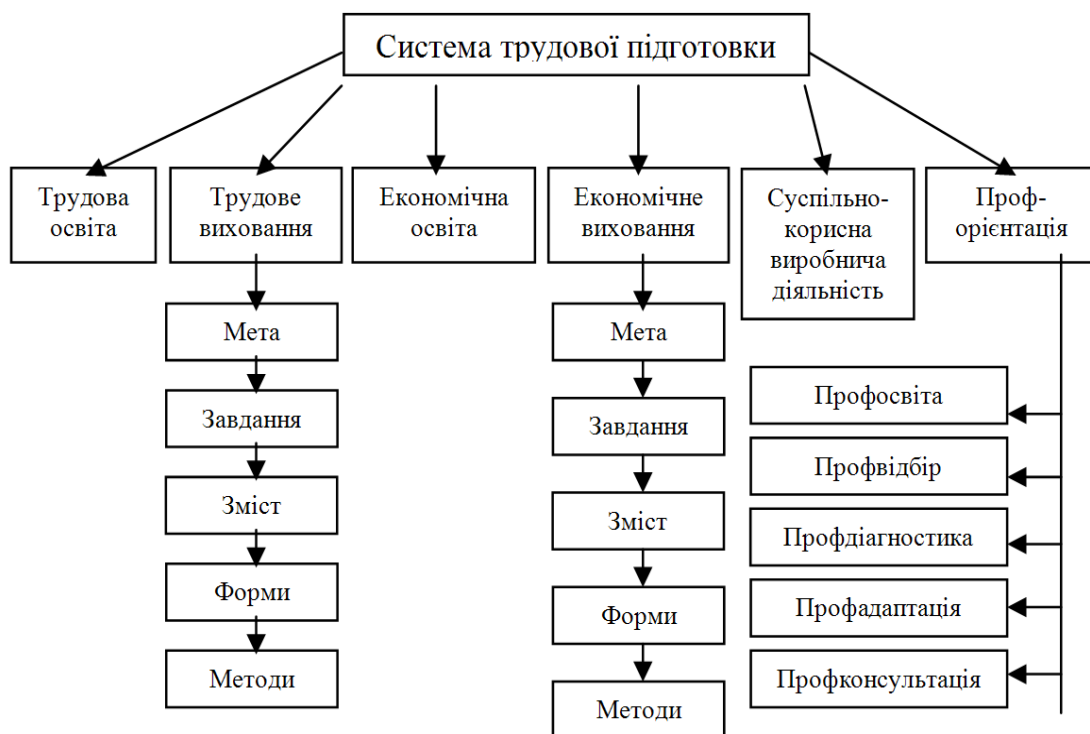 Система трудової підготовки
Трудова
освіта
Трудове
виховання
Економічна
освіта
Економічне
виховання
Суспільно-
корисна
виробнича
діяльність
Проф-
орієнтація
Мета
Завдання
Зміст
Форми
Методи
Мета
Завдання
Зміст
Форми
Методи
Профосвіта
Профвідбір
Профдіагностика
Профадаптація
Профконсультація